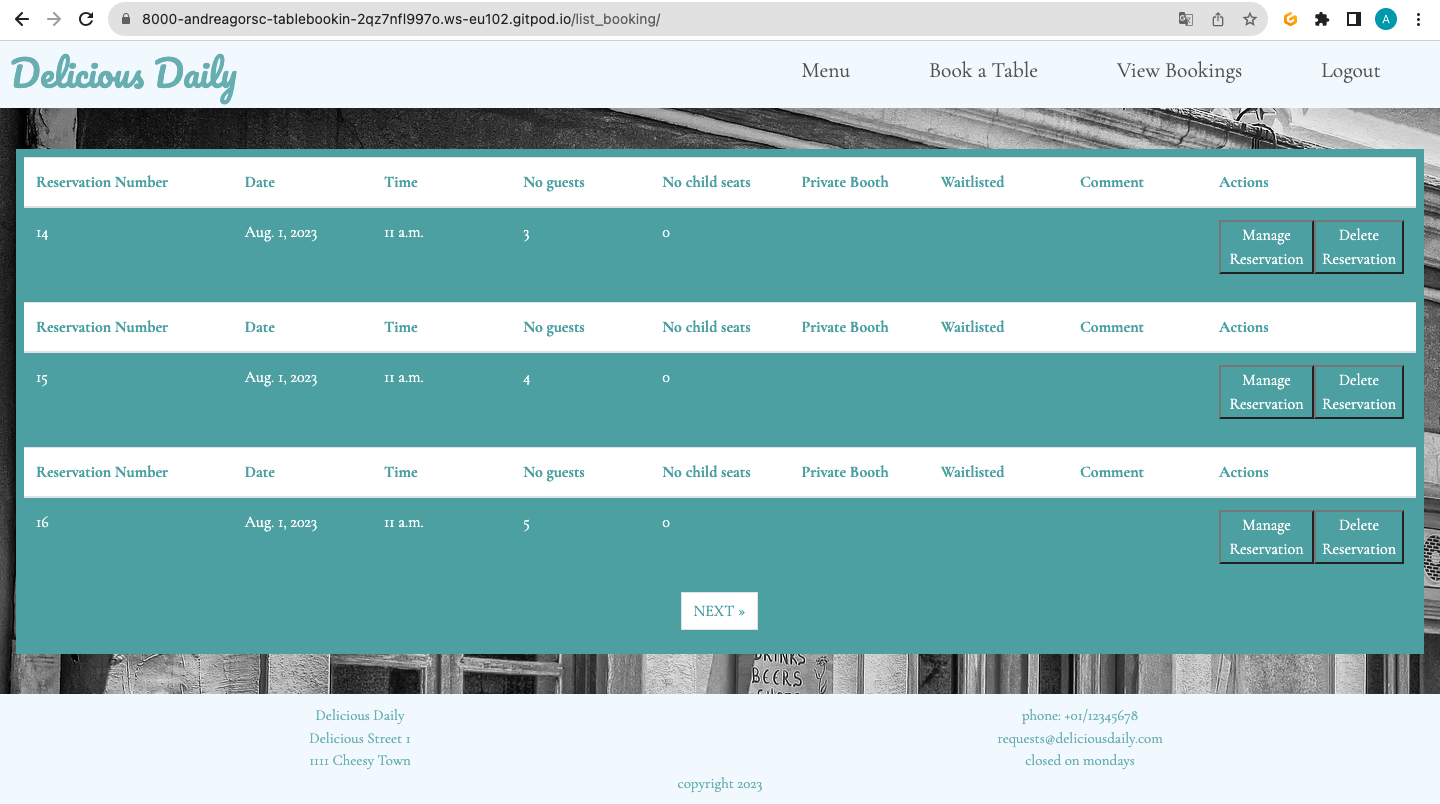 8000-andreagorsc-tablebookin-2qz7nfl997o.ws-eu102.gitpod.io/list_booking/
A
Delicious Daily
Menu Book a Table View Bookings Logout
Reservation Number Date Time No guests No child seats Private Booth Waitlisted Comment Actions
14 Aug. 1, 2023 11 a.m. 3 0
Manage Reservation
Delete Reservation
Reservation Number Date Time No guests No child seats Private Booth Waitlisted Comment Actions
15 Aug. 1, 2023 11 a.m. 4 0
Manage Reservation
Delete Reservation
Reservation Number Date Time No guests No child seats Private Booth Waitlisted Comment Actions
16 Aug. 1, 2023 11 a.m. 5 0
Manage Reservation
Delete Reservation
NEXT »
DRINKS
BEERS
Delicious Daily
Delicious Street 1
1111 Cheesy Town
phone: +01/12345678
requests@deliciousdaily.com
closed on mondays
copyright 2023